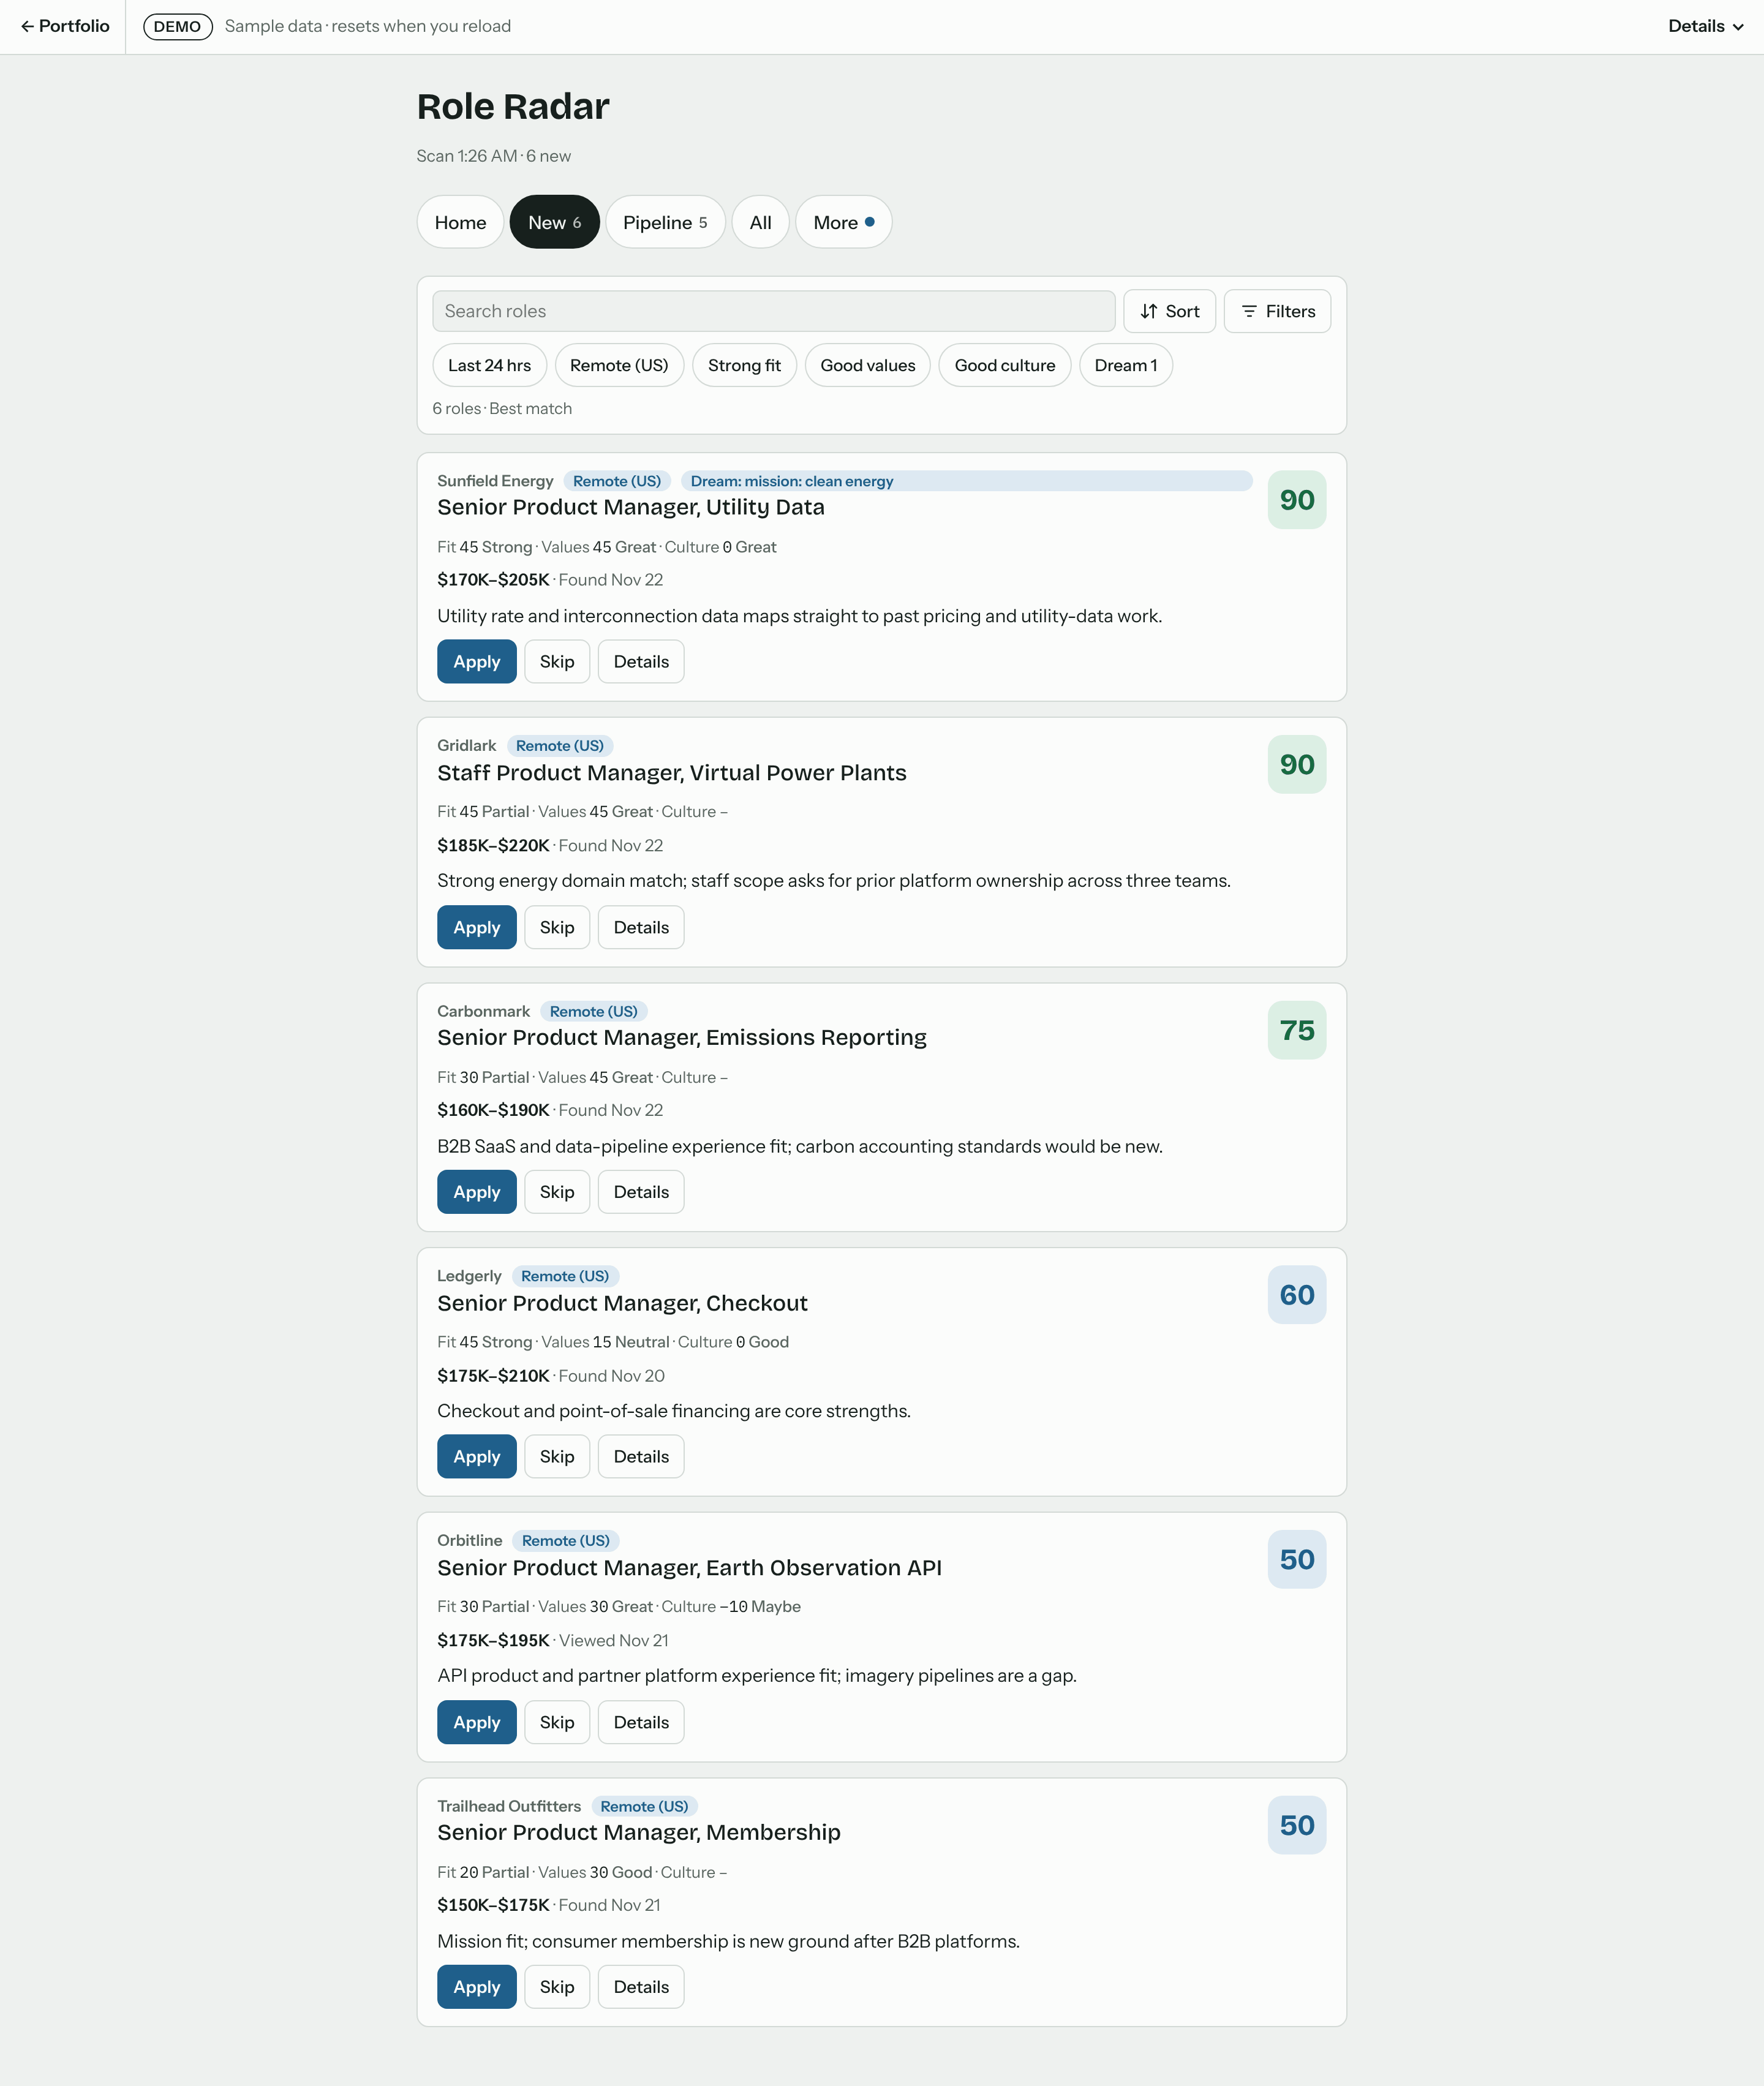 ← Portfolio DEMO Sample data · resets when you reload Details
Role Radar
Scan 1:26 AM · 6 new
Home New 6 Pipeline 5 All More
Search roles Sort Filters
Last 24 hrs Remote (US) Strong fit Good values Good culture Dream 1
6 roles · Best match
Sunfield Energy Remote (US) Dream: mission: clean energy
90
Senior Product Manager, Utility Data
Fit 45 Strong · Values 45 Great · Culture 0 Great
$170K–$205K · Found Nov 22
Utility rate and interconnection data maps straight to past pricing and utility-data work.
Apply Skip Details
Gridlark Remote (US)
90
Staff Product Manager, Virtual Power Plants
Fit 45 Partial · Values 45 Great · Culture –
$185K–$220K · Found Nov 22
Strong energy domain match; staff scope asks for prior platform ownership across three teams.
Apply Skip Details
Carbonmark Remote (US)
75
Senior Product Manager, Emissions Reporting
Fit 30 Partial · Values 45 Great · Culture –
$160K–$190K · Found Nov 22
B2B SaaS and data-pipeline experience fit; carbon accounting standards would be new.
Apply Skip Details
Ledgerly Remote (US)
60
Senior Product Manager, Checkout
Fit 45 Strong · Values 15 Neutral · Culture 0 Good
$175K–$210K · Found Nov 20
Checkout and point-of-sale financing are core strengths.
Apply Skip Details
Orbitline Remote (US)
50
Senior Product Manager, Earth Observation API
Fit 30 Partial · Values 30 Great · Culture −10 Maybe
$175K–$195K · Viewed Nov 21
API product and partner platform experience fit; imagery pipelines are a gap.
Apply Skip Details
Trailhead Outfitters Remote (US)
50
Senior Product Manager, Membership
Fit 20 Partial · Values 30 Good · Culture –
$150K–$175K · Found Nov 21
Mission fit; consumer membership is new ground after B2B platforms.
Apply Skip Details